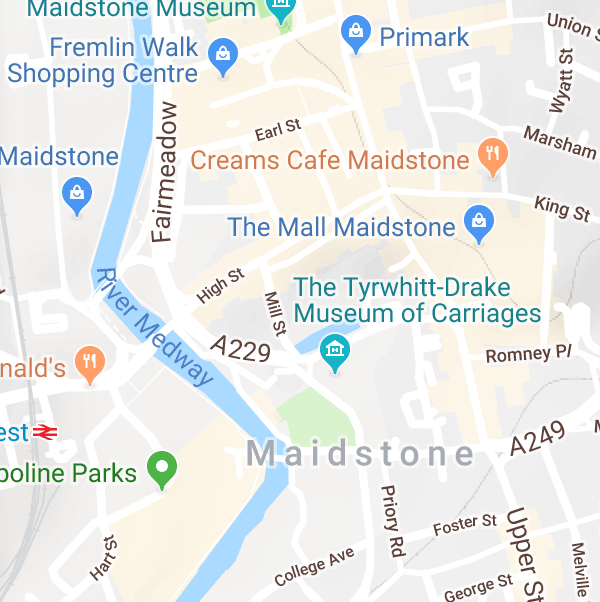 Maidstone Museum
Fremlin Walk
Shopping Centre
Primark
Union S
Wyatt St
Fairmeadow
Earl St
Marsham
Maidstone
Creams Cafe Maidstone
King St
The Mall Maidstone
River Medway
High St
Mill St
The Tyrwhitt-Drake
Museum of Carriages
A229
Romney Pl
nald's
est
A249
Maidstone
poline Parks
Priory Rd
Foster St
Upper St
Hart St
College Ave
George St
Melville